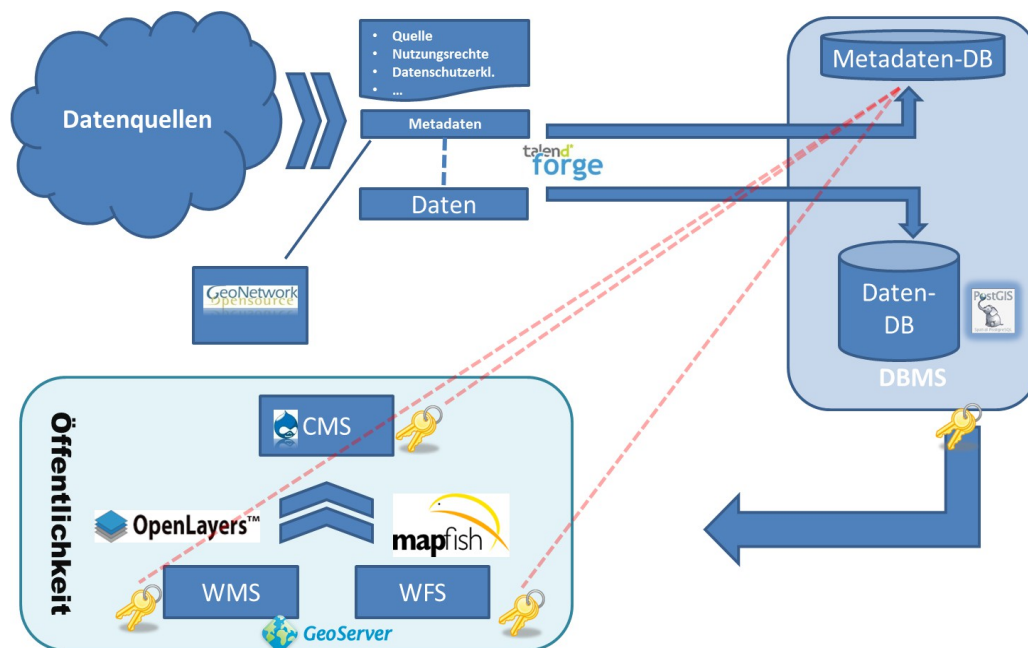 Datenquellen
• Quelle
• Nutzungsrechte
• Datenschutzerkl.
• ...
Metadaten
Daten
talend
forge
GeoNetwork
Opensource
Metadaten-DB
Daten-
DB
PostGIS
DBMS
Öffentlichkeit
CMS
OpenLayers™
mapfish
WMS
WFS
GeoServer